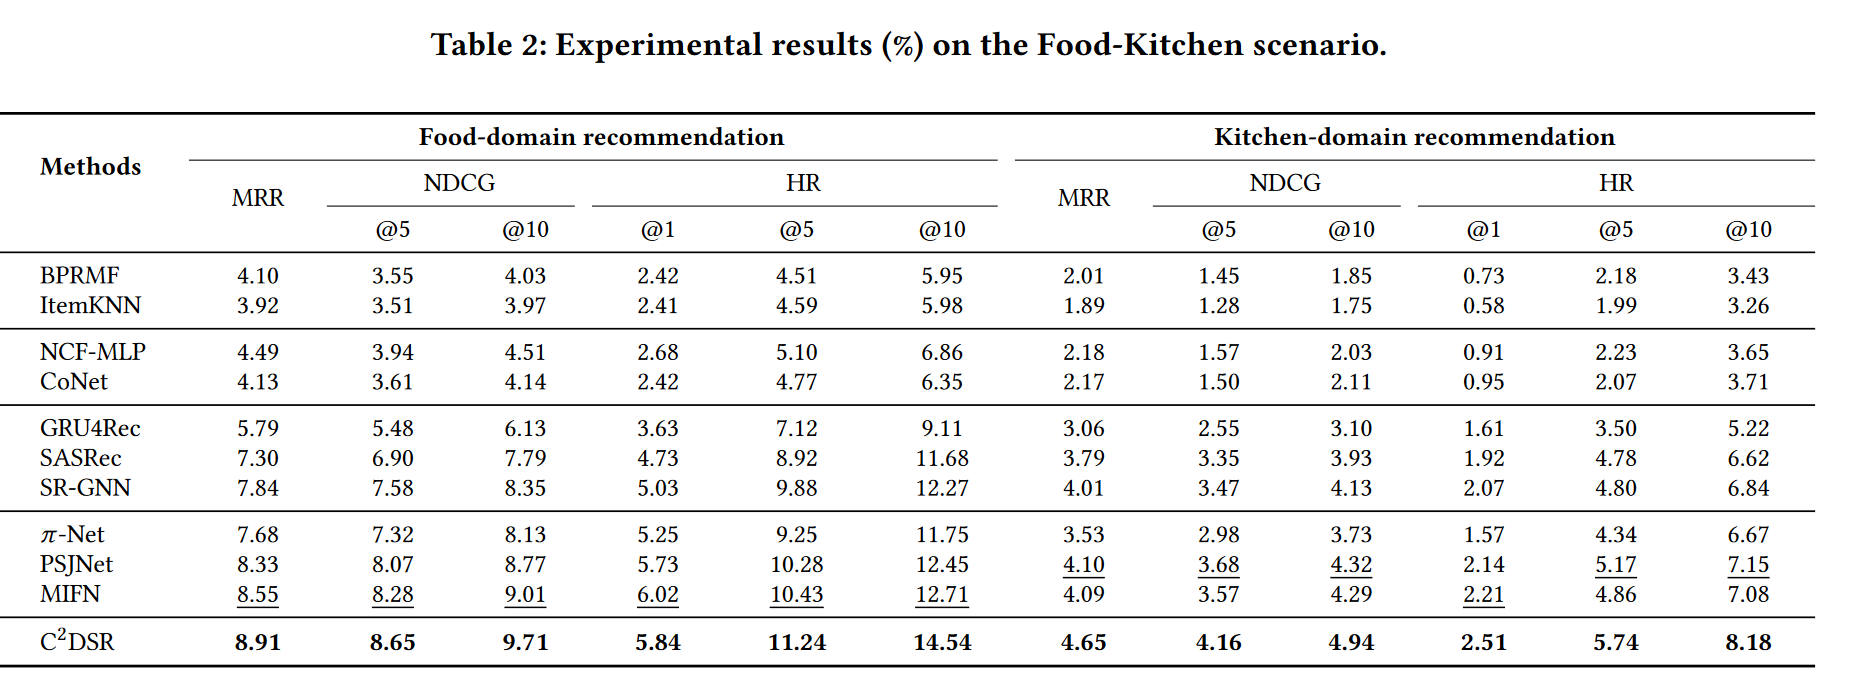 Table 2: Experimental results (%) on the Food-Kitchen scenario.
Methods Food-domain recommendation Kitchen-domain recommendation
MRR NDCG HR MRR NDCG HR
@5 @10 @1 @5 @10 @5 @10 @1 @5 @10
BPRMF 4.10 3.55 4.03 2.42 4.51 5.95 2.01 1.45 1.85 0.73 2.18 3.43
ItemKNN 3.92 3.51 3.97 2.41 4.59 5.98 1.89 1.28 1.75 0.58 1.99 3.26
NCF-MLP 4.49 3.94 4.51 2.68 5.10 6.86 2.18 1.57 2.03 0.91 2.23 3.65
CoNet 4.13 3.61 4.14 2.42 4.77 6.35 2.17 1.50 2.11 0.95 2.07 3.71
GRU4Rec 5.79 5.48 6.13 3.63 7.12 9.11 3.06 2.55 3.10 1.61 3.50 5.22
SASRec 7.30 6.90 7.79 4.73 8.92 11.68 3.79 3.35 3.93 1.92 4.78 6.62
SR-GNN 7.84 7.58 8.35 5.03 9.88 12.27 4.01 3.47 4.13 2.07 4.80 6.84
π-Net 7.68 7.32 8.13 5.25 9.25 11.75 3.53 2.98 3.73 1.57 4.34 6.67
PSJNet 8.33 8.07 8.77 5.73 10.28 12.45 4.10 3.68 4.32 2.14 5.17 7.15
MIFN 8.55 8.28 9.01 6.02 10.43 12.71 4.09 3.57 4.29 2.21 4.86 7.08
C²DSR 8.91 8.65 9.71 5.84 11.24 14.54 4.65 4.16 4.94 2.51 5.74 8.18